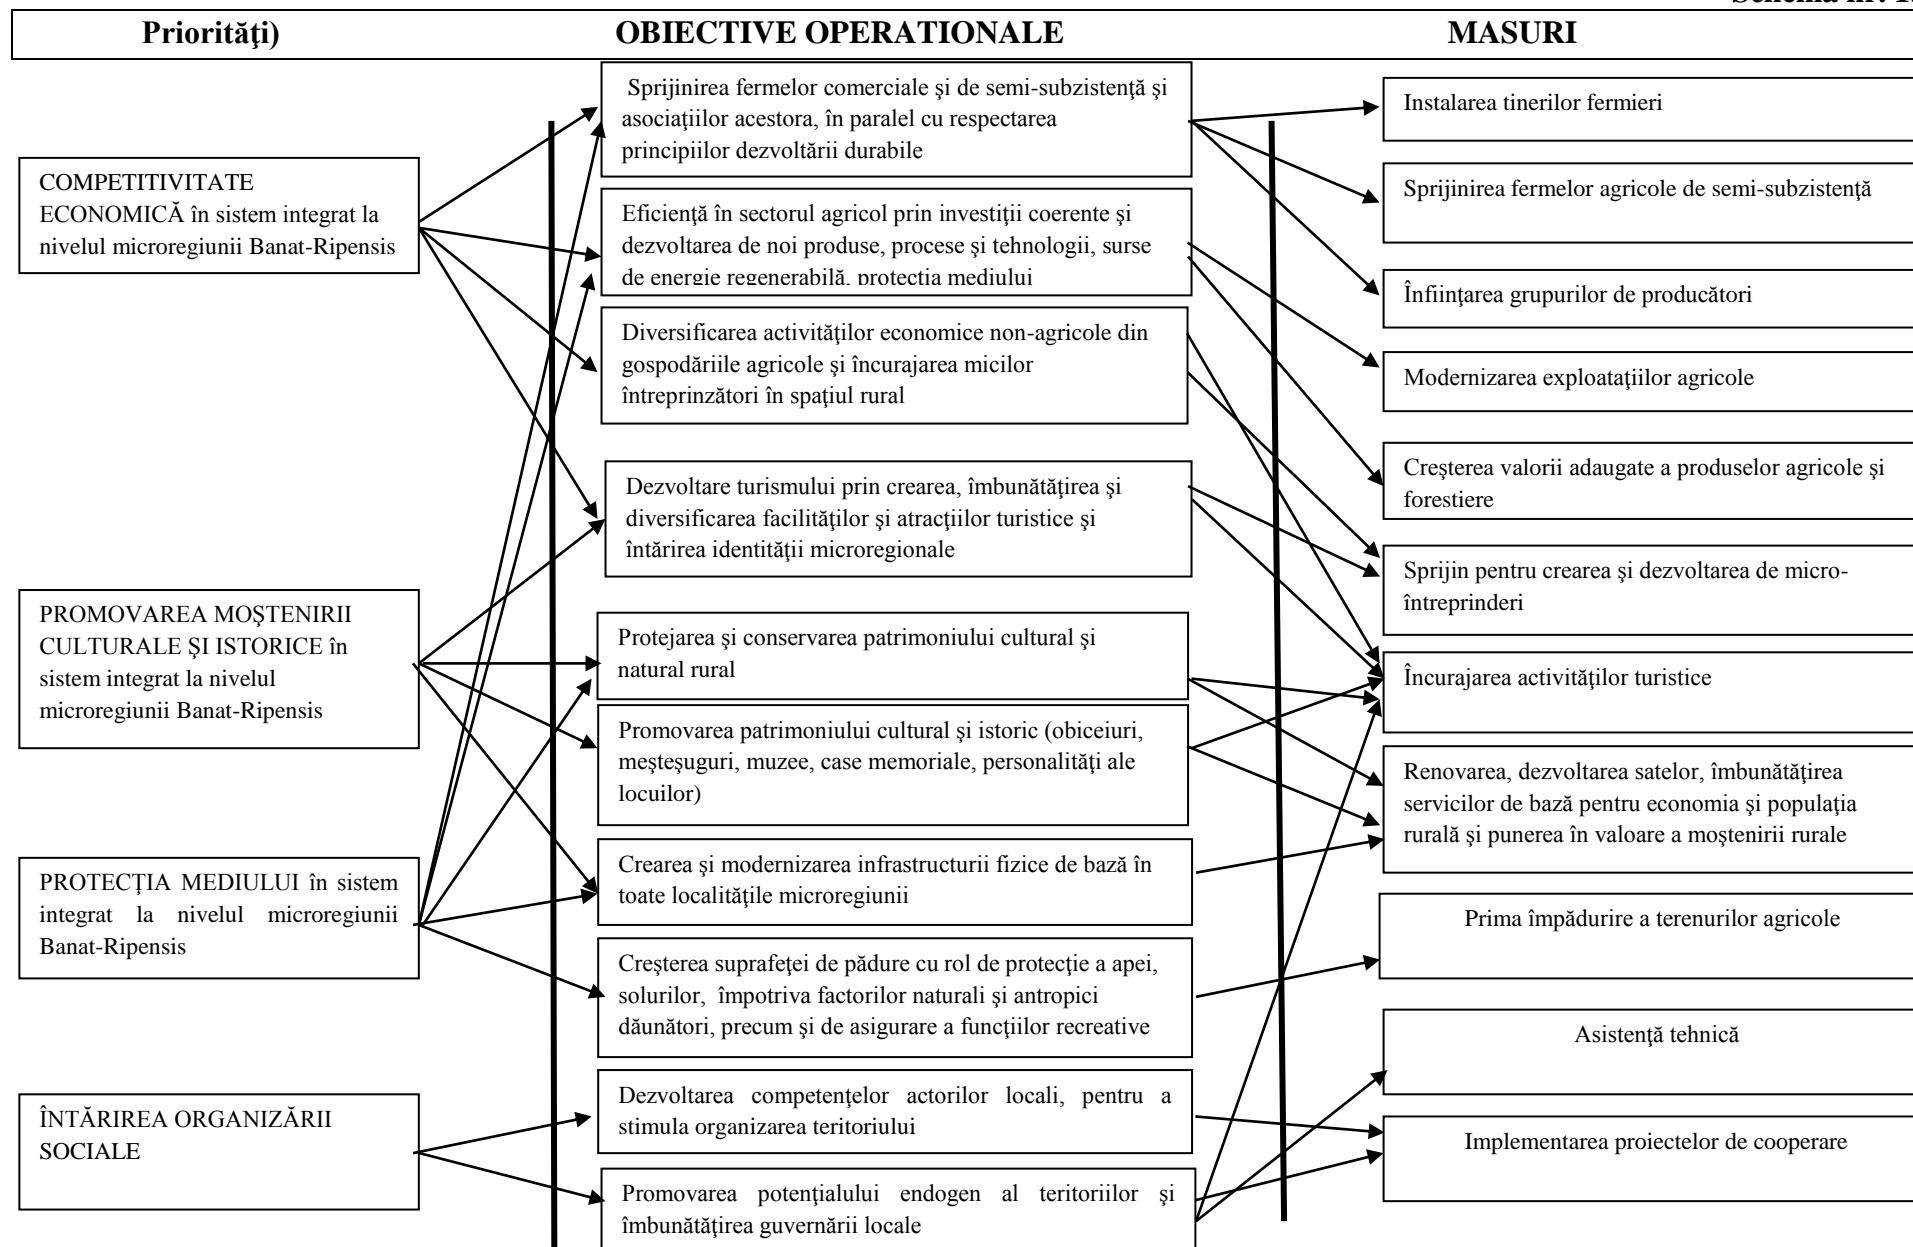 Priorităţi) OBIECTIVE OPERATIONALE MASURI
COMPETITIVITATE
ECONOMICĂ în sistem integrat la
nivelul microregiunii Banat-Ripensis
PROMOVAREA MOŞTENIRII
CULTURALE ŞI ISTORICE în
sistem integrat la nivelul
microregiunii Banat-Ripensis
PROTECŢIA MEDIULUI în sistem
integrat la nivelul microregiunii
Banat-Ripensis
ÎNTĂRIREA ORGANIZĂRII
SOCIALE
Sprijinirea fermelor comerciale şi de semi-subzistenţă şi
asociaţiilor acestora, în paralel cu respectarea
principiilor dezvoltării durabile
Eficienţă în sectorul agricol prin investiţii coerente şi
dezvoltarea de noi produse, procese şi tehnologii, surse
de energie regenerabilă, protecţia mediului
Diversificarea activităţilor economice non-agricole din
gospodăriile agricole şi încurajarea micilor
întreprinzători în spaţiul rural
Dezvoltare turismului prin crearea, îmbunătăţirea şi
diversificarea facilităţilor şi atracţiilor turistice şi
întărirea identităţii microregionale
Protejarea şi conservarea patrimoniului cultural şi
natural rural
Promovarea patrimoniului cultural şi istoric (obiceiuri,
meşteşuguri, muzee, case memoriale, personalităţi ale
locuilor)
Crearea şi modernizarea infrastructurii fizice de bază în
toate localităţile microregiunii
Creşterea suprafeţei de pădure cu rol de protecţie a apei,
solurilor, împotriva factorilor naturali şi antropici
dăunători, precum şi de asigurare a funcţiilor recreative
Dezvoltarea competenţelor actorilor locali, pentru a
stimula organizarea teritoriului
Promovarea potenţialului endogen al teritoriilor şi
îmbunătăţirea guvernării locale
Instalarea tinerilor fermieri
Sprijinirea fermelor agricole de semi-subzistenţă
Înfiinţarea grupurilor de producători
Modernizarea exploataţiilor agricole
Creşterea valorii adaugate a produselor agricole şi
forestiere
Sprijin pentru crearea şi dezvoltarea de micro-
întreprinderi
Încurajarea activităţilor turistice
Renovarea, dezvoltarea satelor, îmbunătăţirea
servicilor de bază pentru economia şi populaţia
rurală şi punerea în valoare a moştenirii rurale
Prima împădurire a terenurilor agricole
Asistenţă tehnică
Implementarea proiectelor de cooperare